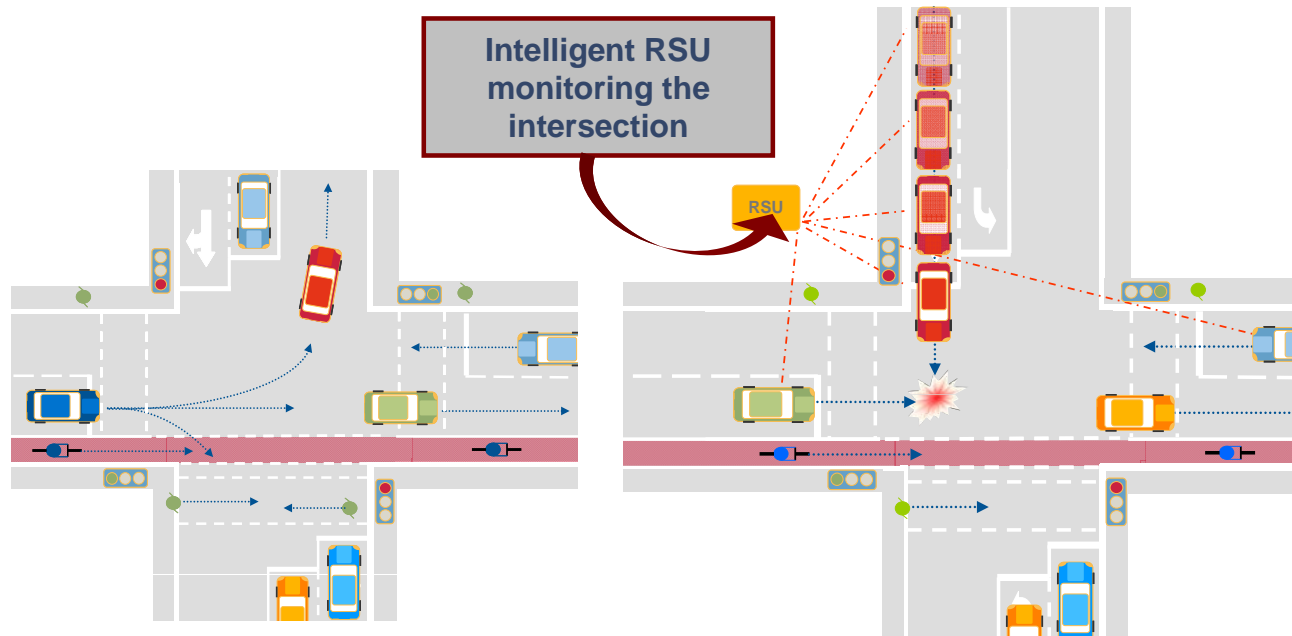 Intelligent RSU
monitoring the
intersection
RSU